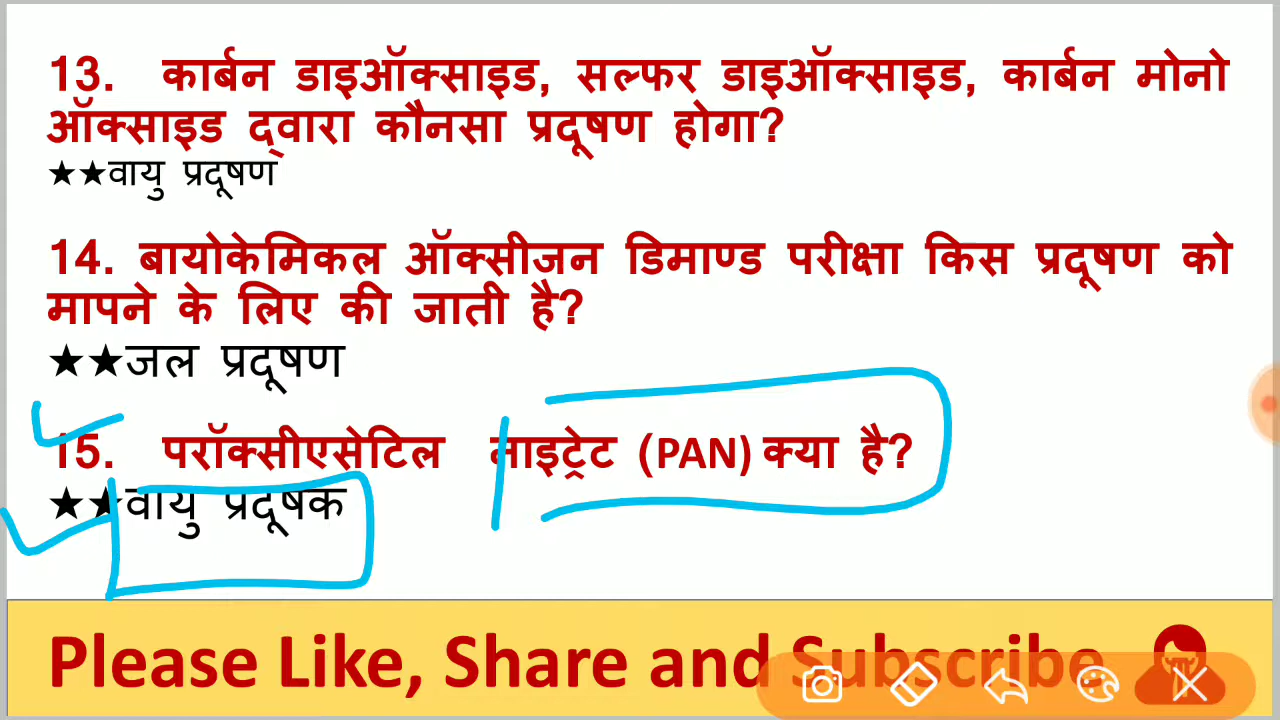 13. कार्बन डाइऑक्साइड, सल्फर डाइऑक्साइड, कार्बन मोनो
ऑक्साइड द्वारा कौनसा प्रदूषण होगा?
★★वायु प्रदूषण
14. बायोकेमिकल ऑक्सीजन डिमाण्ड परीक्षा किस प्रदूषण को
मापने के लिए की जाती है?
★★जल प्रदूषण
15. परॉक्सीएसेटिल नाइट्रेट (PAN) क्या है?
★★वायु प्रदूषक
Please Like, Share and Subscribe